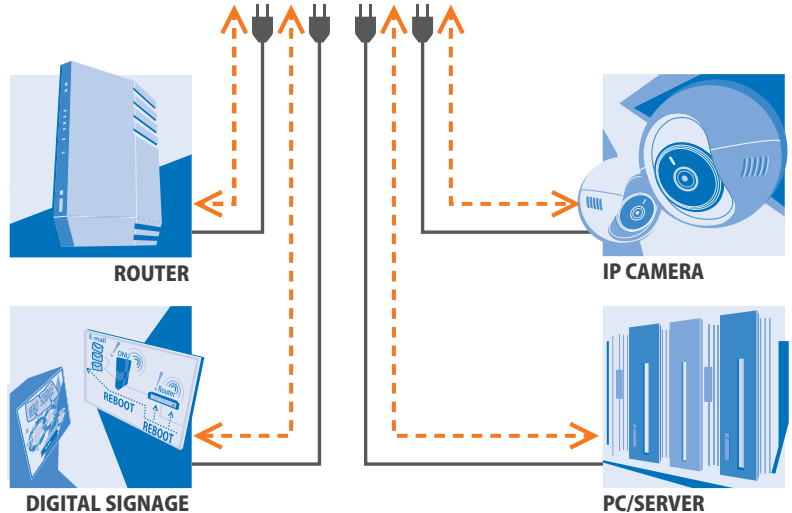 ROUTER
IP CAMERA
E-mail
ONU
Router
REBOOT
REBOOT
DIGITAL SIGNAGE
PC/SERVER